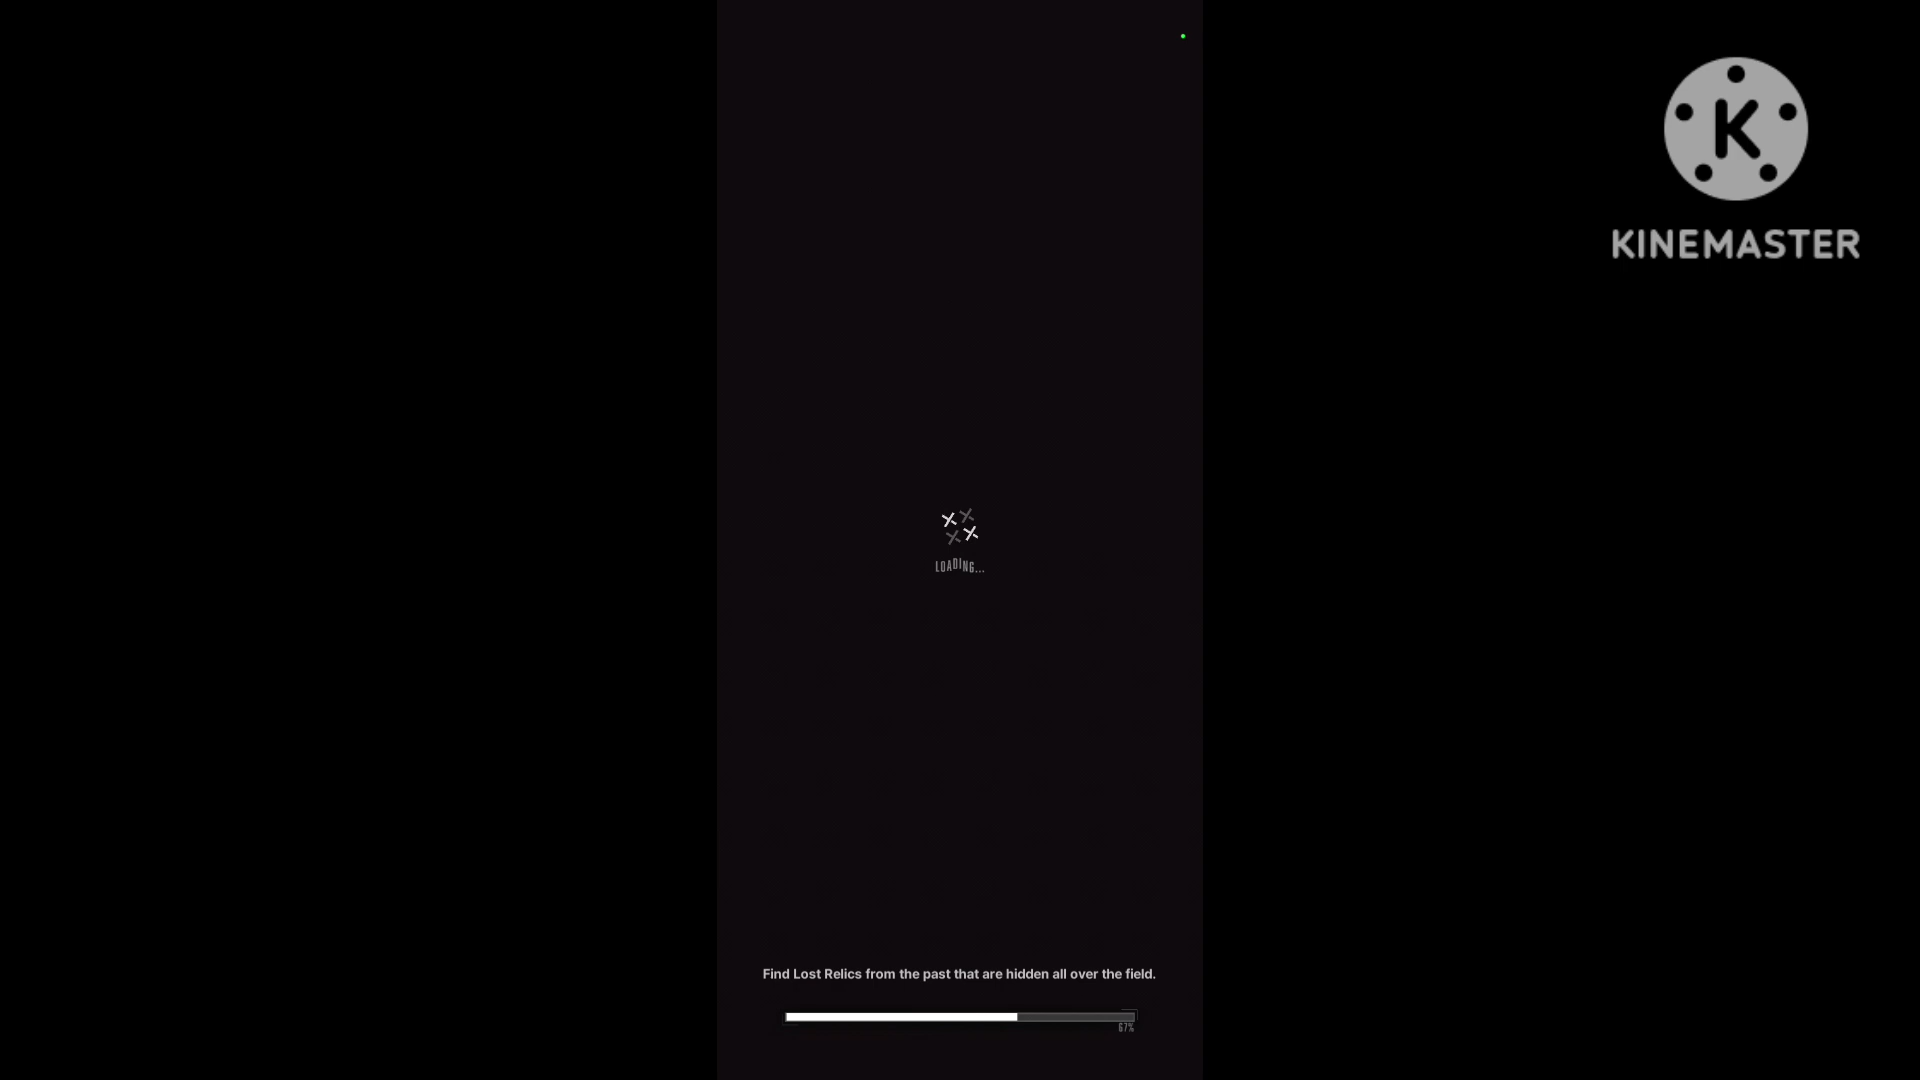 K
KINEMASTER
LOADING...
Find Lost Relics from the past that are hidden all over the field.
67%